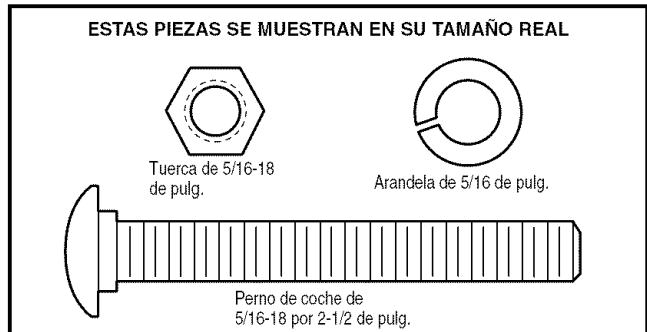 ESTAS PIEZAS SE MUESTRAN EN SU TAMAÑO REAL
Tuerca de 5/16-18
de pulg.
Arandela de 5/16 de pulg.
Perno de coche de
5/16-18 por 2-1/2 de pulg.